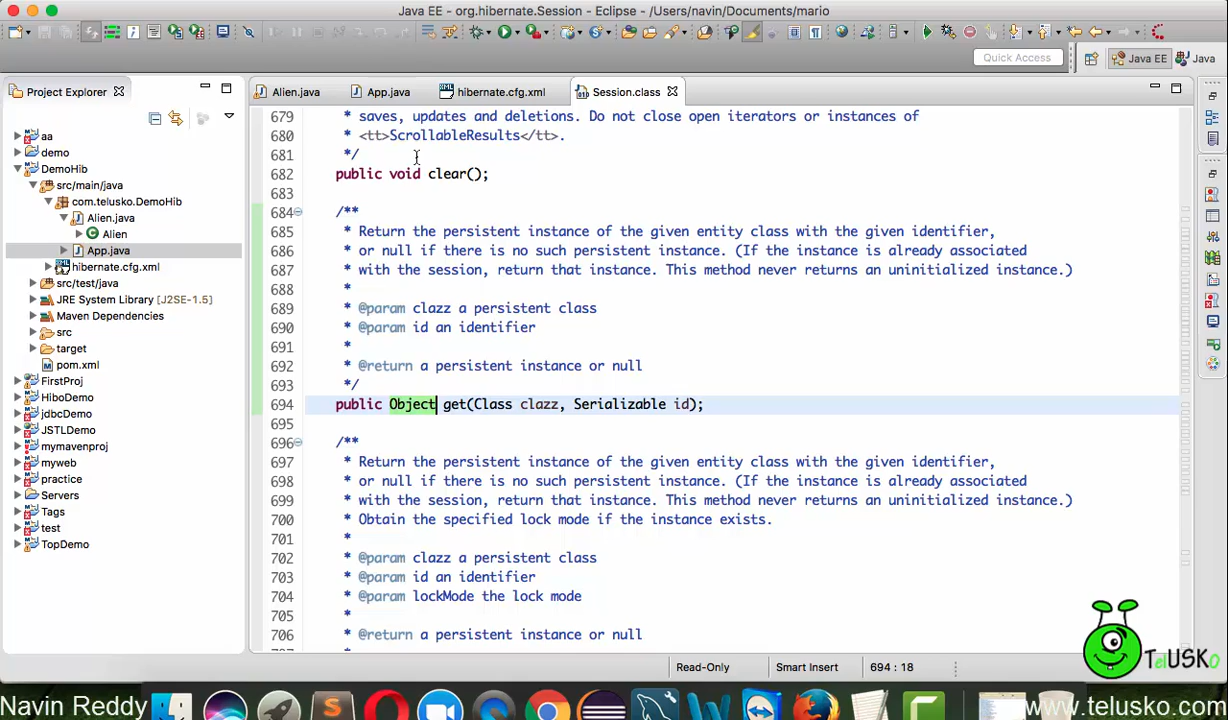 Java EE - org.hibernate.Session - Eclipse - /Users/navin/Documents/mario
Quick Access
Java EE
Java
Project Explorer
Alien.java
App.java
hibernate.cfg.xml
Session.class
aa
demo
DemoHib
src/main/java
com.telusko.DemoHib
Alien.java
Alien
App.java
hibernate.cfg.xml
src/test/java
JRE System Library [J2SE-1.5]
Maven Dependencies
src
target
pom.xml
FirstProj
HiboDemo
jdbcDemo
JSTLDemo
mymavenproj
myweb
practice
Servers
Tags
test
TopDemo
679 * saves, updates and deletions. Do not close open iterators or instances of
680 * <tt>ScrollableResults</tt>.
681 */
682 public void clear();
683
684 /**
685 * Return the persistent instance of the given entity class with the given identifier,
686 * or null if there is no such persistent instance. (If the instance is already associated
687 * with the session, return that instance. This method never returns an uninitialized instance.)
688 *
689 * @param clazz a persistent class
690 * @param id an identifier
691 *
692 * @return a persistent instance or null
693 */
694 public Object get(Class clazz, Serializable id);
695
696 /**
697 * Return the persistent instance of the given entity class with the given identifier,
698 * or null if there is no such persistent instance. (If the instance is already associated
699 * with the session, return that instance. This method never returns an uninitialized instance.)
700 * Obtain the specified lock mode if the instance exists.
701 *
702 * @param clazz a persistent class
703 * @param id an identifier
704 * @param lockMode the lock mode
705 *
706 * @return a persistent instance or null
Read-Only
Smart Insert
694 : 18
TelUSKO
Navin Reddy
www.telusko.com